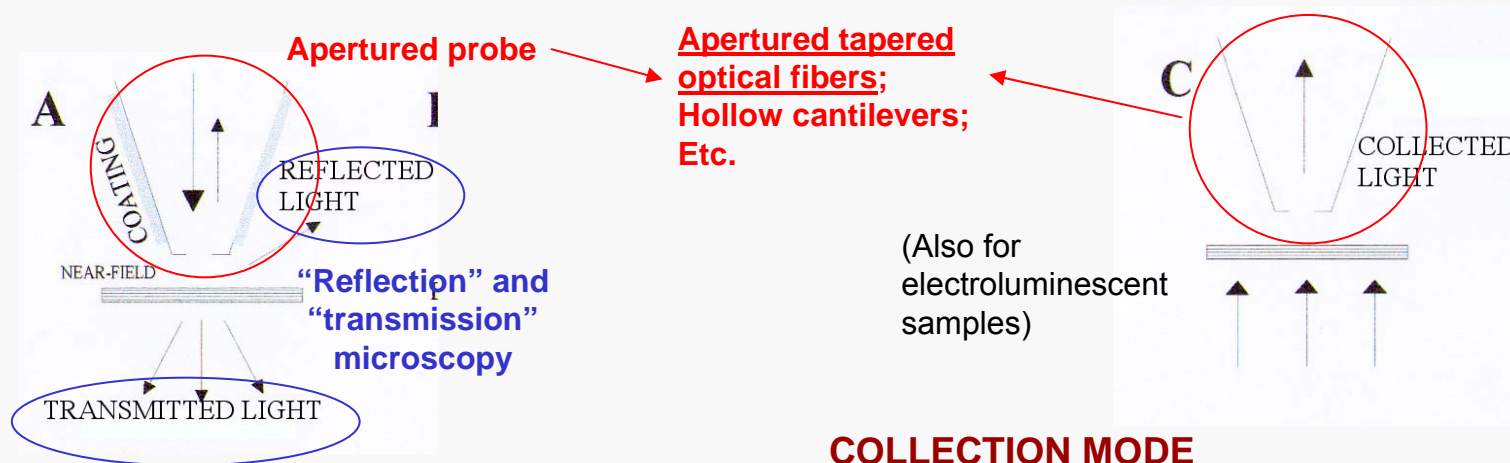 Apertured probe
Apertured tapered
optical fibers;
Hollow cantilevers;
Etc.
A
COATING
REFLECTED
LIGHT
NEAR-FIELD
“Reflection” and
“transmission”
microscopy
TRANSMITTED LIGHT
C
COLLECTED
LIGHT
(Also for
electroluminescent
samples)
COLLECTION MODE